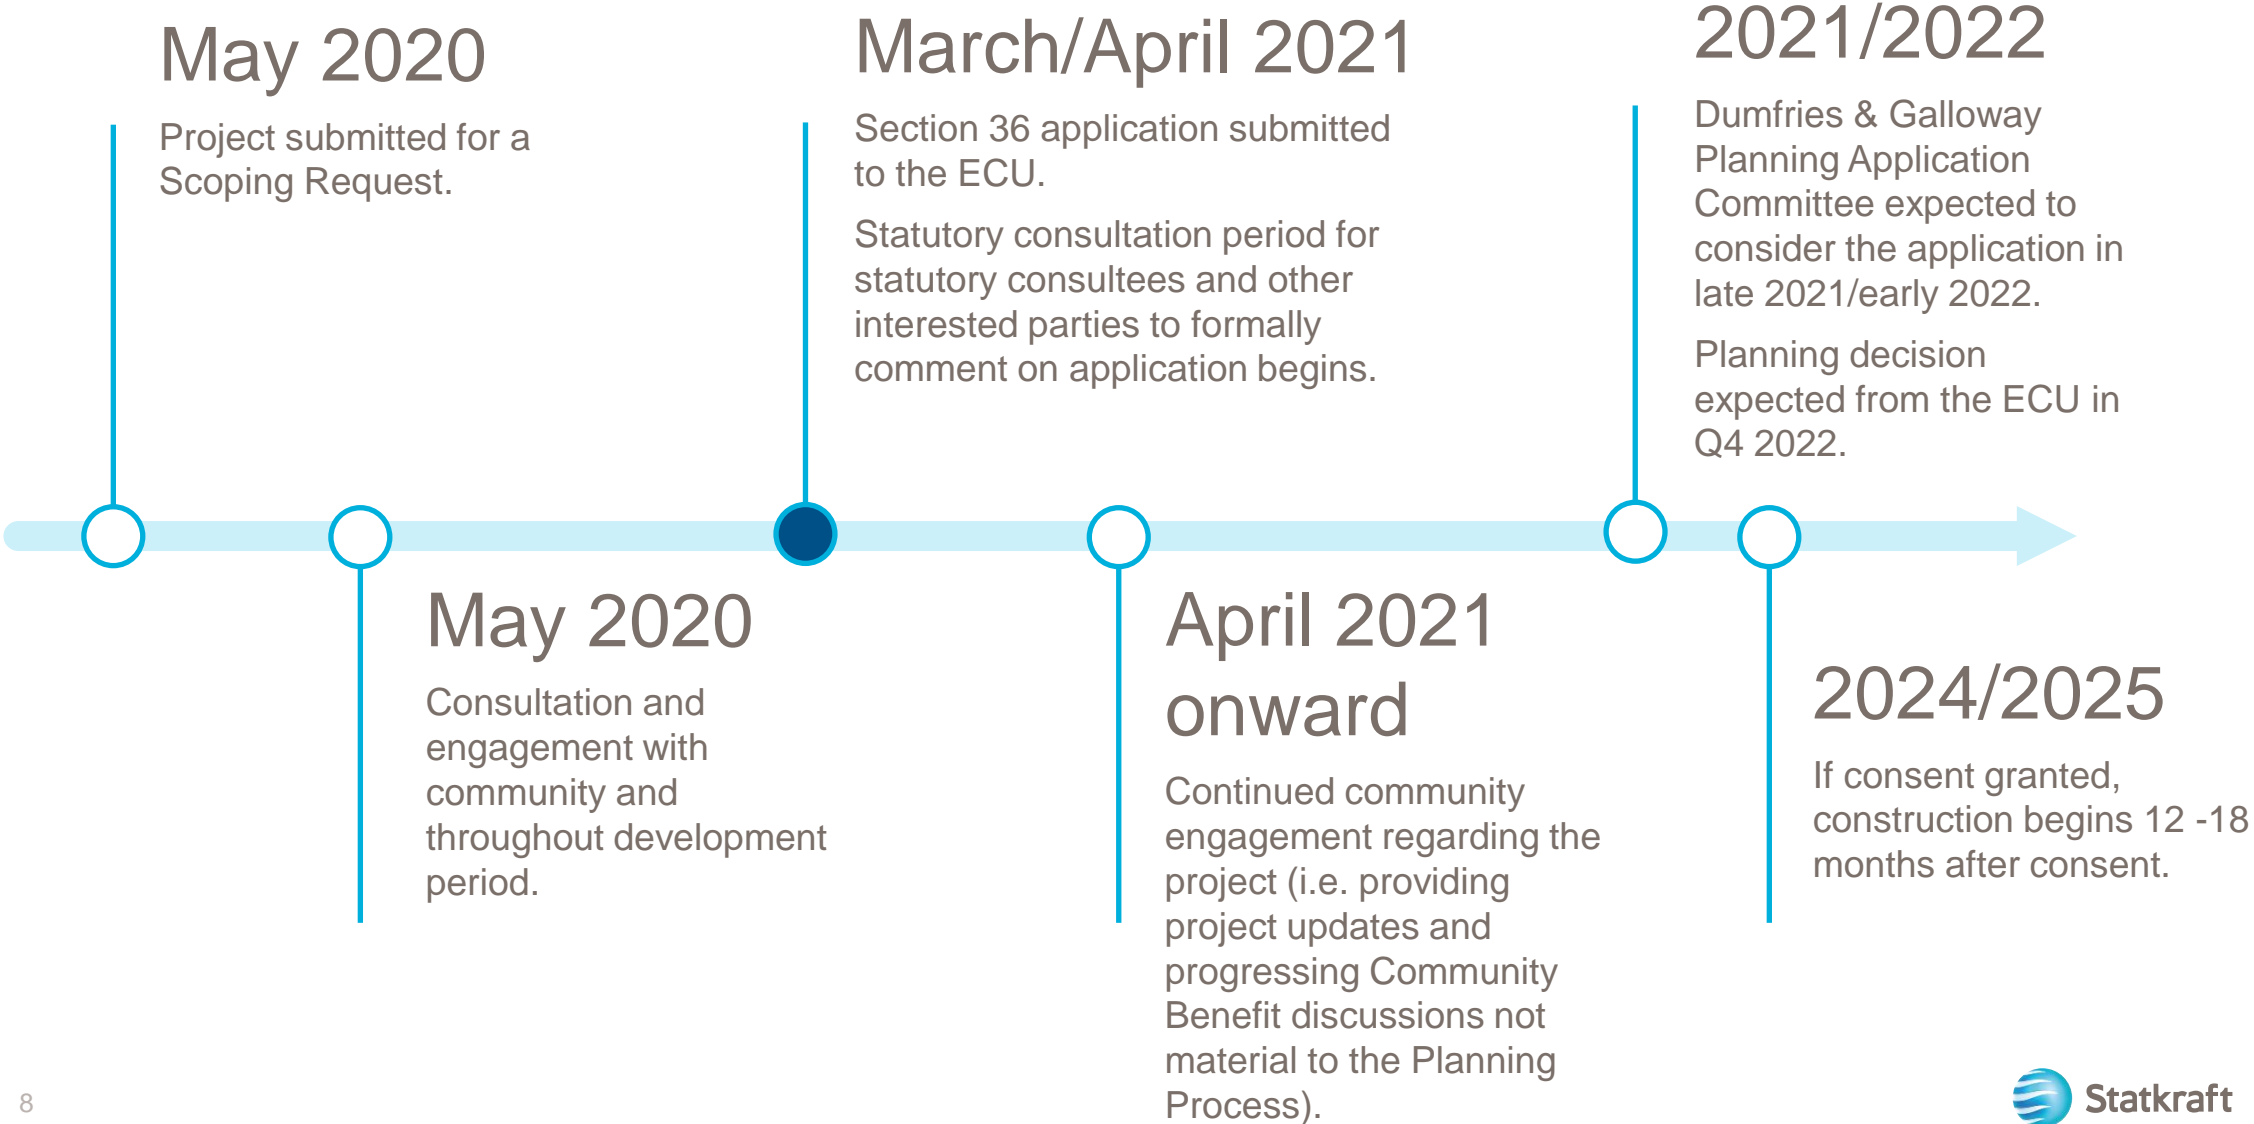 May 2020
Project submitted for a
Scoping Request.
May 2020
Consultation and
engagement with
community and
throughout development
period.
March/April 2021
Section 36 application submitted
to the ECU.
Statutory consultation period for
statutory consultees and other
interested parties to formally
comment on application begins.
April 2021
onward
Continued community
engagement regarding the
project (i.e. providing
project updates and
progressing Community
Benefit discussions not
material to the Planning
Process).
2021/2022
Dumfries & Galloway
Planning Application
Committee expected to
consider the application in
late 2021/early 2022.
Planning decision
expected from the ECU in
Q4 2022.
2024/2025
If consent granted,
construction begins 12 -18
months after consent.
8
Statkraft